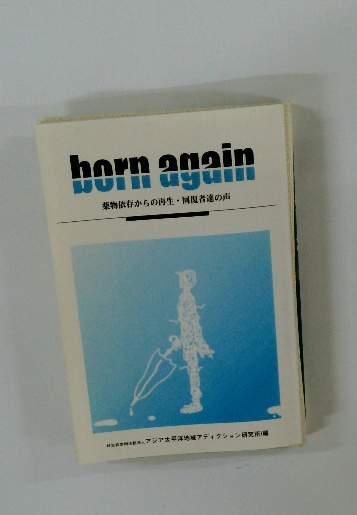 born again
薬物依存からの再生・回復者達の声
アジア太平洋地域アディクション研究所/編